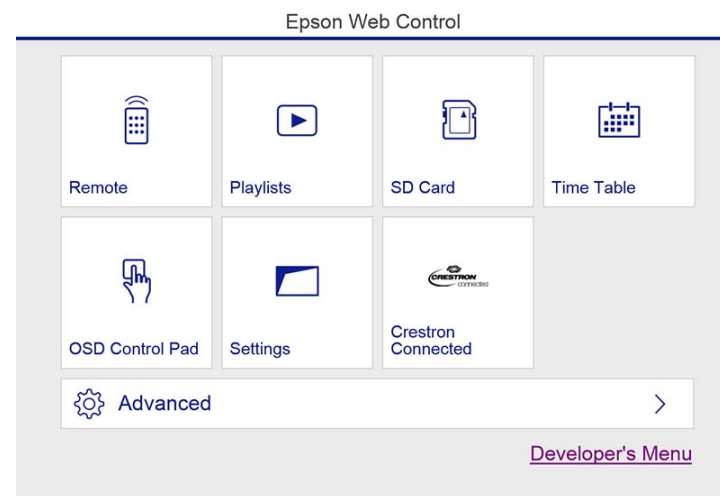 Epson Web Control
Remote
Playlists
SD Card
Time Table
OSD Control Pad
Settings
CRESTRON
connected
Crestron
Connected
Advanced
Developer's Menu